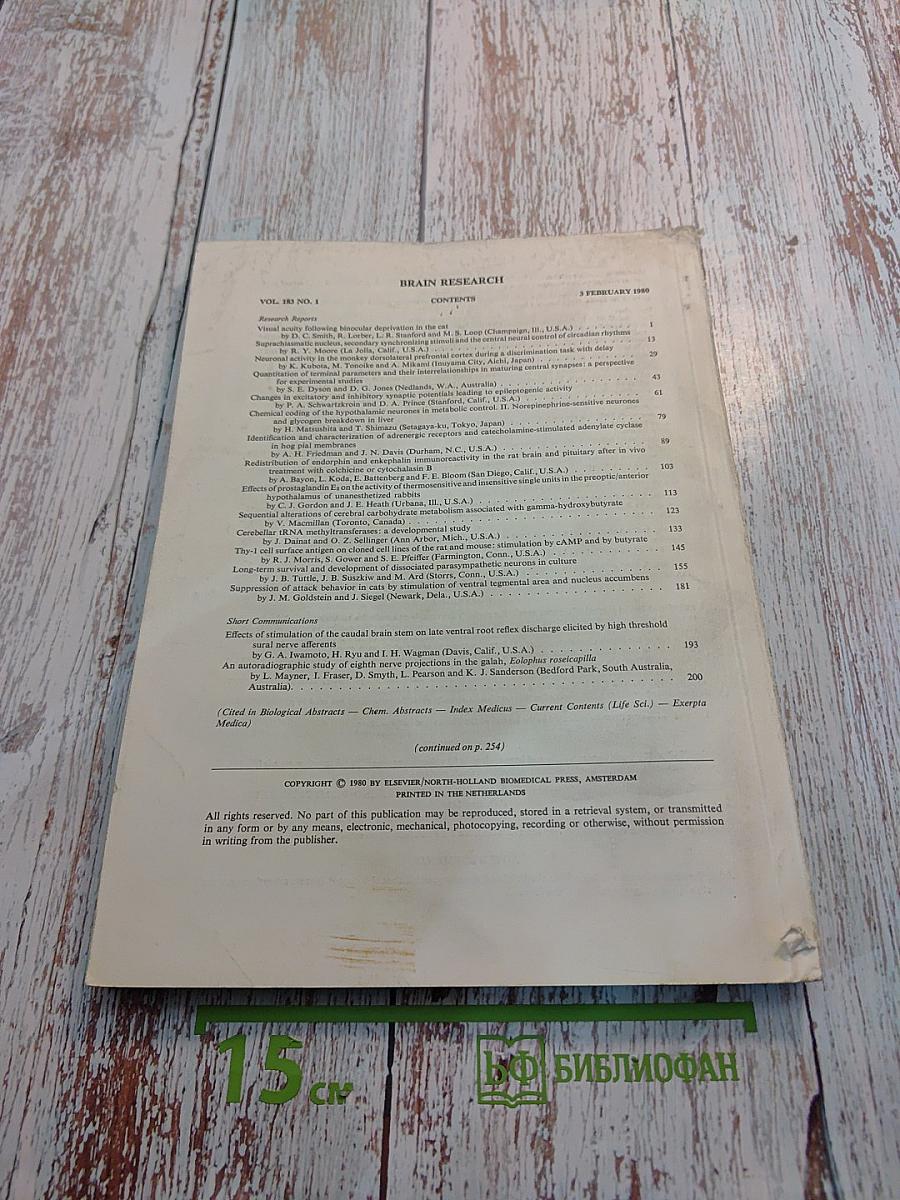 BRAIN RESEARCH
VOL. 183 NO. 1 CONTENTS 3 FEBRUARY 1980
Research Reports
Visual acuity following binocular deprivation in the cat
by D. C. Smith, R. Lorber, L. R. Stanford and M. S. Loop (Champaign, Ill., U.S.A.) . . . . . . . 1
Suprachiasmatic nucleus, secondary synchronizing stimuli and the central neural control of circadian rhythms
by R. Y. Moore (La Jolla, Calif., U.S.A.) . . . . . . . . . . . . . . . . . . . . . . . 13
Neuronal activity in the monkey dorsolateral prefrontal cortex during a discrimination task with delay
by K. Kubota, M. Tonoike and A. Mikami (Inuyama City, Aichi, Japan) . . . . . . . . . . 29
Quantitation of terminal parameters and their interrelationships in maturing central synapses: a perspective
for experimental studies
by S. E. Dyson and D. G. Jones (Nedlands, W.A., Australia) . . . . . . . . . . . . . . . 43
Changes in excitatory and inhibitory synaptic potentials leading to epileptogenic activity
by P. A. Schwartzkroin and D. A. Prince (Stanford, Calif., U.S.A.) . . . . . . . . . . . . 61
Chemical coding of the hypothalamic neurones in metabolic control. II. Norepinephrine-sensitive neurones
and glycogen breakdown in liver
by H. Matsushita and T. Shimazu (Setagaya-ku, Tokyo, Japan) . . . . . . . . . . . . . . 79
Identification and characterization of adrenergic receptors and catecholamine-stimulated adenylate cyclase
in hog pial membranes
by A. H. Friedman and J. N. Davis (Durham, N.C., U.S.A.) . . . . . . . . . . . . . . . . 89
Redistribution of endorphin and enkephalin immunoreactivity in the rat brain and pituitary after in vivo
treatment with colchicine or cytochalasin B
by A. Bayon, L. Koda, E. Battenberg and F. E. Bloom (San Diego, Calif., U.S.A.) . . . . . . . 103
Effects of prostaglandin E₂ on the activity of thermosensitive and insensitive single units in the preoptic/anterior
hypothalamus of unanesthetized rabbits
by C. J. Gordon and J. E. Heath (Urbana, Ill., U.S.A.) . . . . . . . . . . . . . . . . . 113
Sequential alterations of cerebral carbohydrate metabolism associated with gamma-hydroxybutyrate
by V. Macmillan (Toronto, Canada) . . . . . . . . . . . . . . . . . . . . . . . . . . 123
Cerebellar tRNA methyltransferases: a developmental study
by J. Dainat and O. Z. Sellinger (Ann Arbor, Mich., U.S.A.) . . . . . . . . . . . . . . . 133
Thy-1 cell surface antigen on cloned cell lines of the rat and mouse: stimulation by cAMP and by butyrate
by R. J. Morris, S. Gower and S. E. Pfeiffer (Farmington, Conn., U.S.A.) . . . . . . . . . 145
Long-term survival and development of dissociated parasympathetic neurons in culture
by J. B. Tuttle, J. B. Suszkiw and M. Ard (Storrs, Conn., U.S.A.) . . . . . . . . . . . . . 155
Suppression of attack behavior in cats by stimulation of ventral tegmental area and nucleus accumbens
by J. M. Goldstein and J. Siegel (Newark, Dela., U.S.A.) . . . . . . . . . . . . . . . . . 181
Short Communications
Effects of stimulation of the caudal brain stem on late ventral root reflex discharge elicited by high threshold
sural nerve afferents
by G. A. Iwamoto, H. Ryu and I. H. Wagman (Davis, Calif., U.S.A.) . . . . . . . . . . . . 193
An autoradiographic study of eighth nerve projections in the galah, Eolophus roseicapilla
by L. Mayner, I. Fraser, D. Smyth, L. Pearson and K. J. Sanderson (Bedford Park, South Australia,
Australia). . . . . . . . . . . . . . . . . . . . . . . . . . . . . . . . . . . . . . . 200
(Cited in Biological Abstracts — Chem. Abstracts — Index Medicus — Current Contents (Life Sci.) — Exerpta
Medica)
(continued on p. 254)
COPYRIGHT © 1980 BY ELSEVIER/NORTH-HOLLAND BIOMEDICAL PRESS, AMSTERDAM
PRINTED IN THE NETHERLANDS
All rights reserved. No part of this publication may be reproduced, stored in a retrieval system, or transmitted
in any form or by any means, electronic, mechanical, photocopying, recording or otherwise, without permission
in writing from the publisher.
15 см БФ БИБЛИОФАН